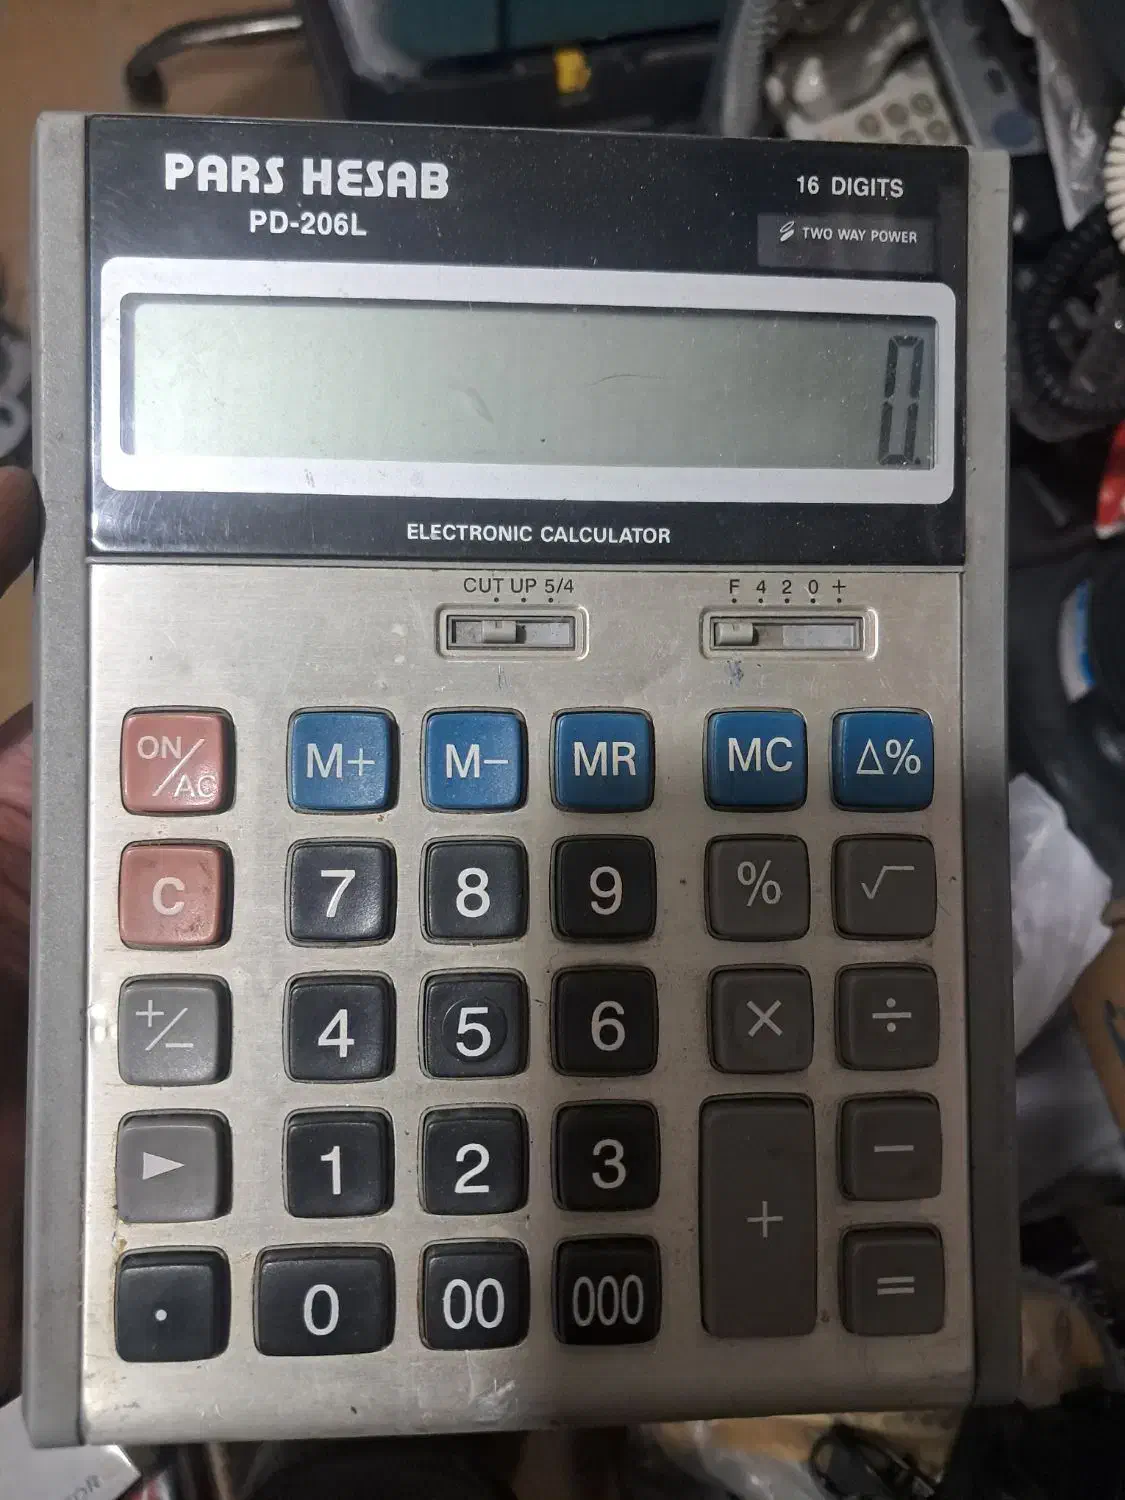 PARS HESAB
16 DIGITS
PD-206L
TWO WAY POWER
0.
ELECTRONIC CALCULATOR
CUT UP 5/4
F 4 2 0 +
ON/AC M+ M− MR MC Δ%
C 7 8 9 % √
+/− 4 5 6 × ÷
▶ 1 2 3 + −
. 0 00 000 =